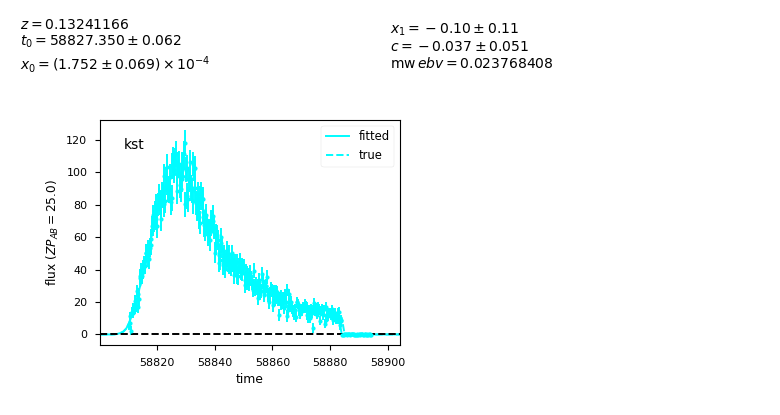 z = 0.13241166
t0 = 58827.350 ± 0.062
x0 = (1.752 ± 0.069) × 10^−4
x1 = −0.10 ± 0.11
c = −0.037 ± 0.051
mw ebv = 0.023768408
kst
fitted
true
flux (ZP_AB = 25.0)
120
100
80
60
40
20
0
58820 58840 58860 58880 58900
time